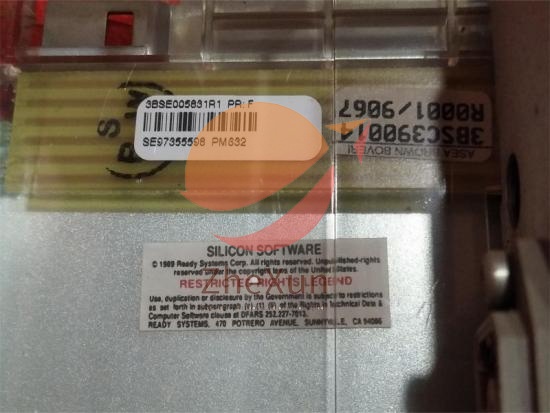 3BSE005831R1 PR: F
SE97355598 PM632
ASEA BROWN BOVERI
3BSC390014
R0001/9067
SILICON SOFTWARE
© 1989 Ready Systems Corp. All rights reserved. Unpublished-rights
reserved under the copyright laws of the United States.
RESTRICTED RIGHTS LEGEND
Use, duplication or disclosure by the Government is subject to restrictions
as set forth in subparagraph of the Rights in Technical Data &
Computer Software clause at DFARS 252.227-7013.
READY SYSTEMS, 470 POTRERO AVENUE, SUNNYVALE, CA 94086